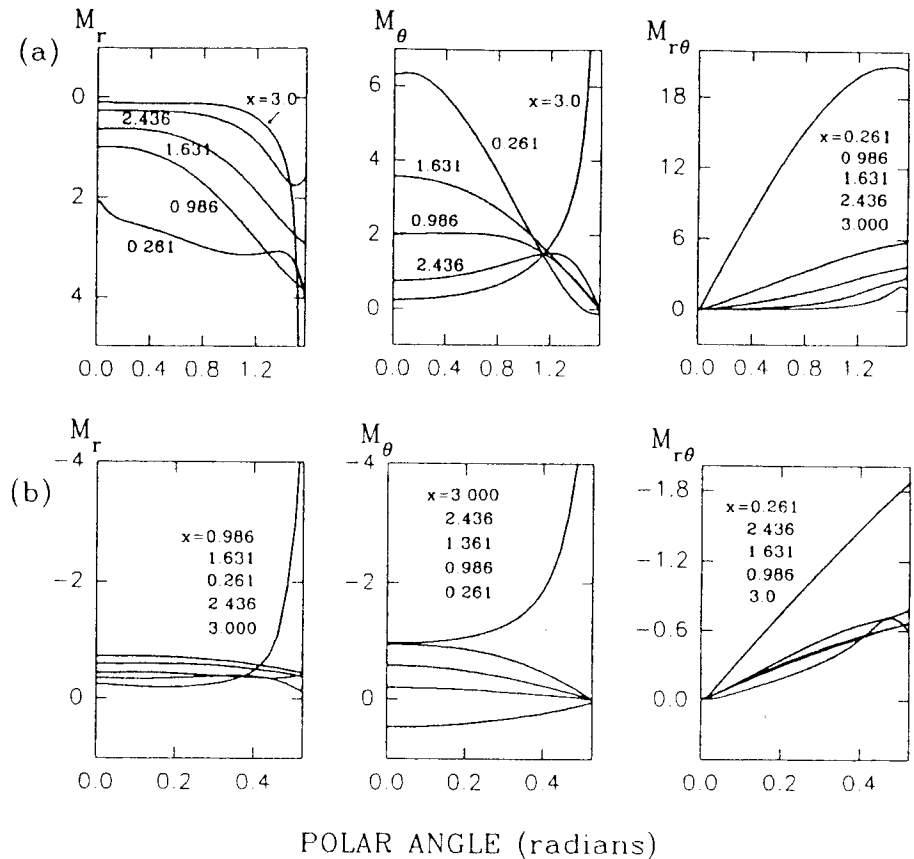 (a)
M_r
0
2
4
x=3.0
2.436
1.631
0.986
0.261
0.0 0.4 0.8 1.2
M_θ
6
4
2
0
x=3.0
0.261
1.631
0.986
2.436
0.0 0.4 0.8 1.2
M_rθ
18
12
6
0
x=0.261
0.986
1.631
2.436
3.000
0.0 0.4 0.8 1.2
(b)
M_r
-4
-2
0
x=0.986
1.631
0.261
2 436
3.000
0.0 0.2 0.4
M_θ
-4
-2
0
x=3 000
2.436
1.361
0.986
0.261
0.0 0.2 0.4
M_rθ
-1.8
-1.2
-0.6
0.0
x=0.261
2.436
1 631
0.986
3.0
0.0 0.2 0.4
POLAR ANGLE (radians)